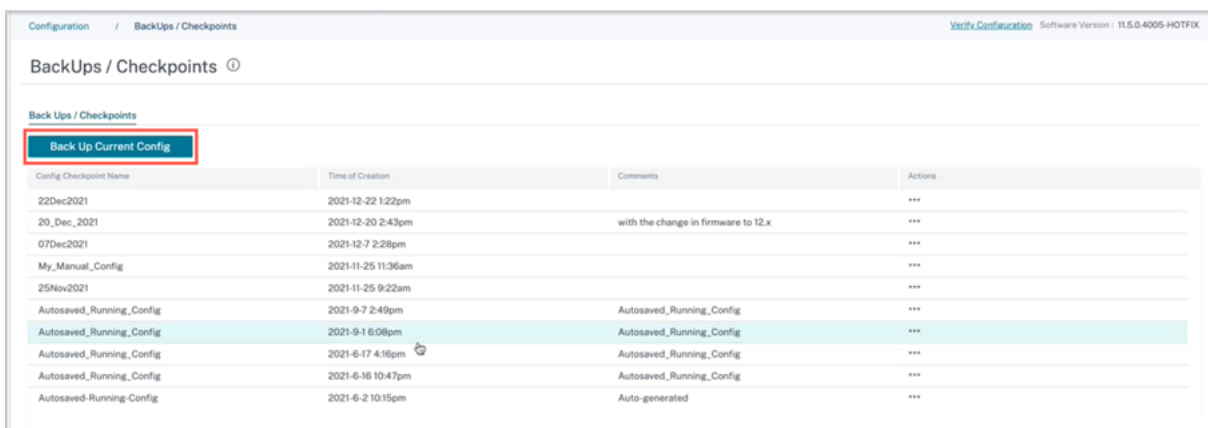 Configuration / BackUps / Checkpoints Verify Configuration Software Version : 11.5.0.4005-HOTFIX
BackUps / Checkpoints
Back Ups / Checkpoints
Back Up Current Config
Config Checkpoint Name Time of Creation Comments Actions
22Dec2021 2021-12-22 1:22pm ***
20_Dec_2021 2021-12-20 2:43pm with the change in firmware to 12.x ***
07Dec2021 2021-12-7 2:28pm ***
My_Manual_Config 2021-11-25 11:36am ***
25Nov2021 2021-11-25 9:22am ***
Autosaved_Running_Config 2021-9-7 2:49pm Autosaved_Running_Config ***
Autosaved_Running_Config 2021-9-1 6:08pm Autosaved_Running_Config ***
Autosaved_Running_Config 2021-6-17 4:16pm Autosaved_Running_Config ***
Autosaved_Running_Config 2021-6-16 10:47pm Autosaved_Running_Config ***
Autosaved-Running-Config 2021-6-2 10:15pm Auto-generated ***